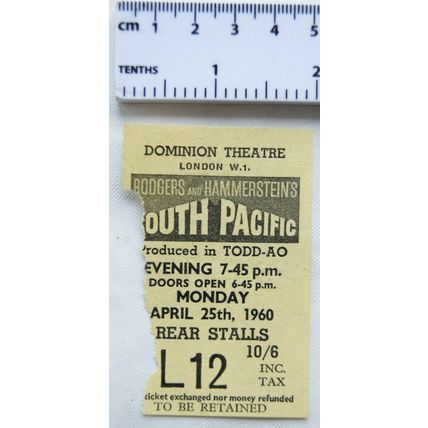 cm 1 2 3 4 5
TENTHS 1 2
DOMINION THEATRE
LONDON W.1.
RODGERS AND HAMMERSTEIN'S
OUTH PACIFIC
roduced in TODD-AO
EVENING 7-45 p.m.
DOORS OPEN 6-45 p.m.
MONDAY
APRIL 25th, 1960
REAR STALLS
10/6
L 12 INC.
TAX
ticket exchanged nor money refunded
TO BE RETAINED